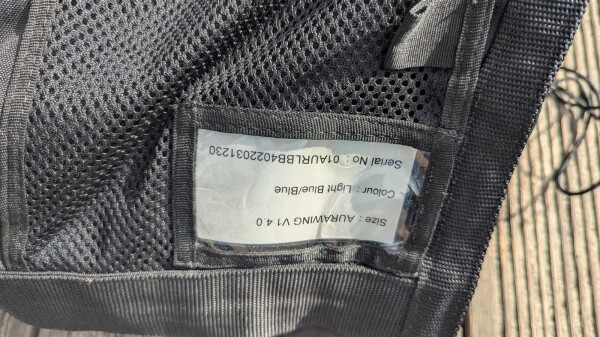 Size : AURAWING V1 4.0
Colour : Light Blue/Blue
Serial No : 01AURLBB4022031230